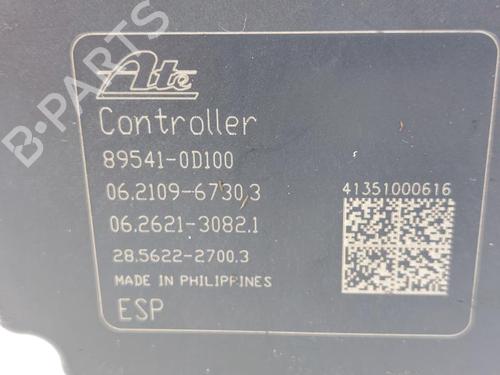 Ate
Controller
89541-0D100
06.2109-6730.3
41351000616
06.2621-3082.1
28.5622-2700.3
MADE IN PHILIPPINES
ESP
B-PARTS